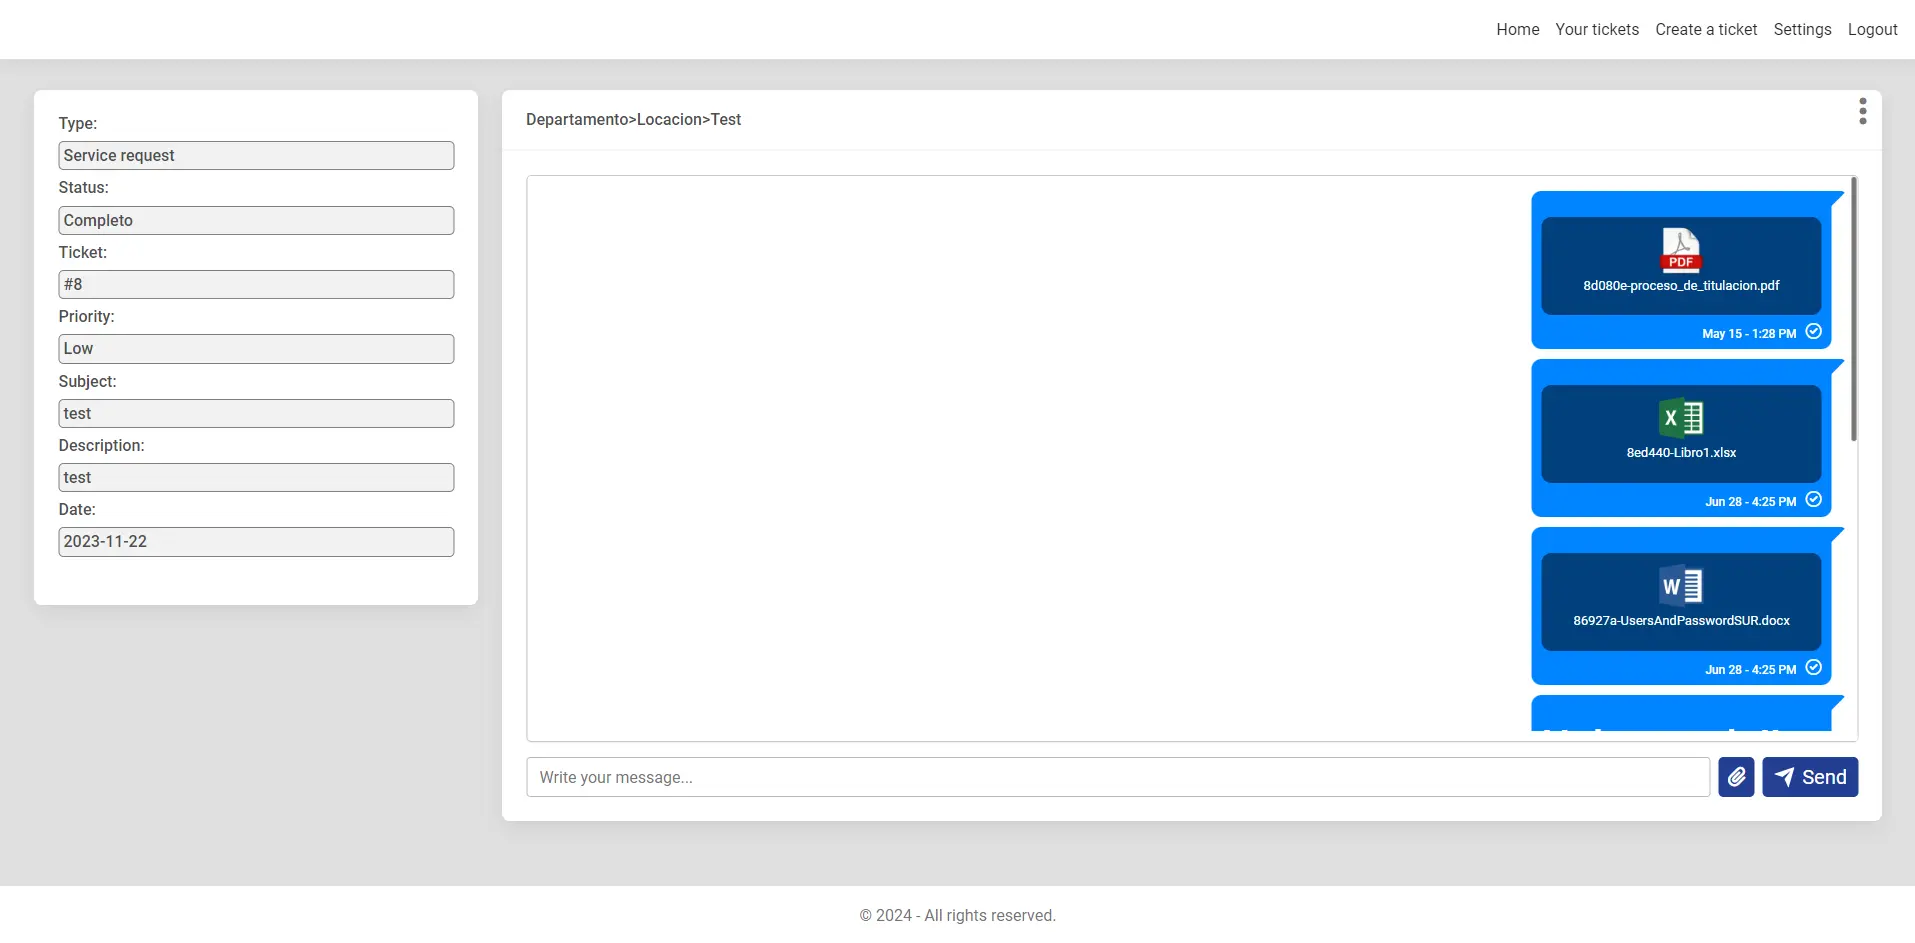 Home Your tickets Create a ticket Settings Logout
Type:
Service request
Status:
Completo
Ticket:
#8
Priority:
Low
Subject:
test
Description:
test
Date:
2023-11-22
Departamento>Locacion>Test
PDF
8d080e-proceso_de_titulacion.pdf
May 15 - 1:28 PM
X
8ed440-Libro1.xlsx
Jun 28 - 4:25 PM
W
86927a-UsersAndPasswordSUR.docx
Jun 28 - 4:25 PM
Write your message...
Send
© 2024 - All rights reserved.